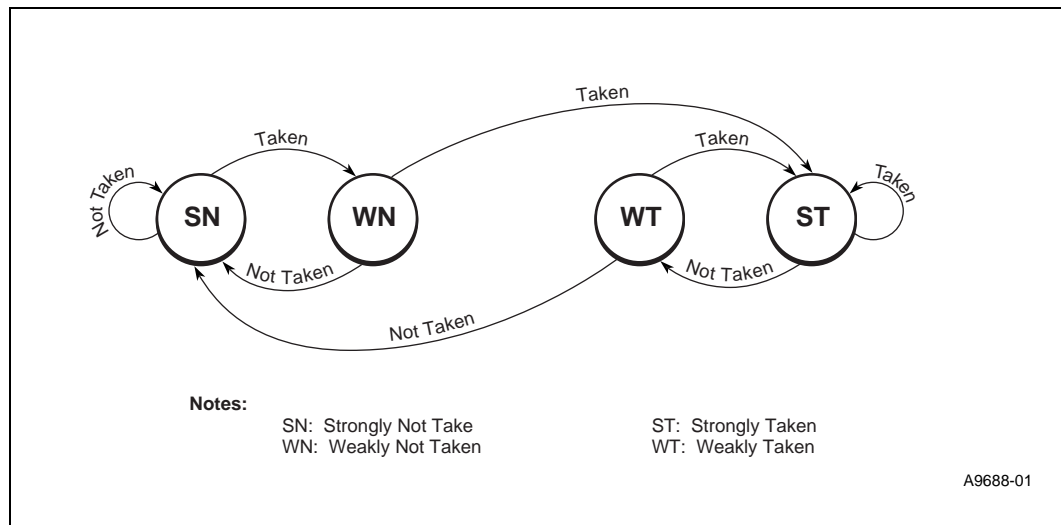 Taken
Taken
Taken
Not Taken
Taken
SN
WN
WT
ST
Not Taken
Not Taken
Not Taken
Notes:
SN: Strongly Not Take
WN: Weakly Not Taken
ST: Strongly Taken
WT: Weakly Taken
A9688-01